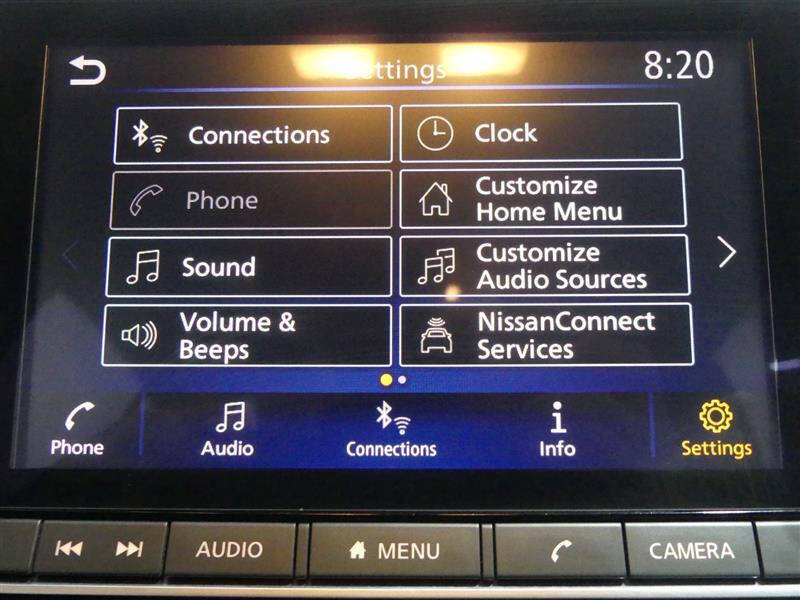 Settings 8:20
Connections Clock
Phone Customize
Home Menu
Sound Customize
Audio Sources
Volume & NissanConnect
Beeps Services
Phone Audio Connections Info Settings
AUDIO MENU CAMERA